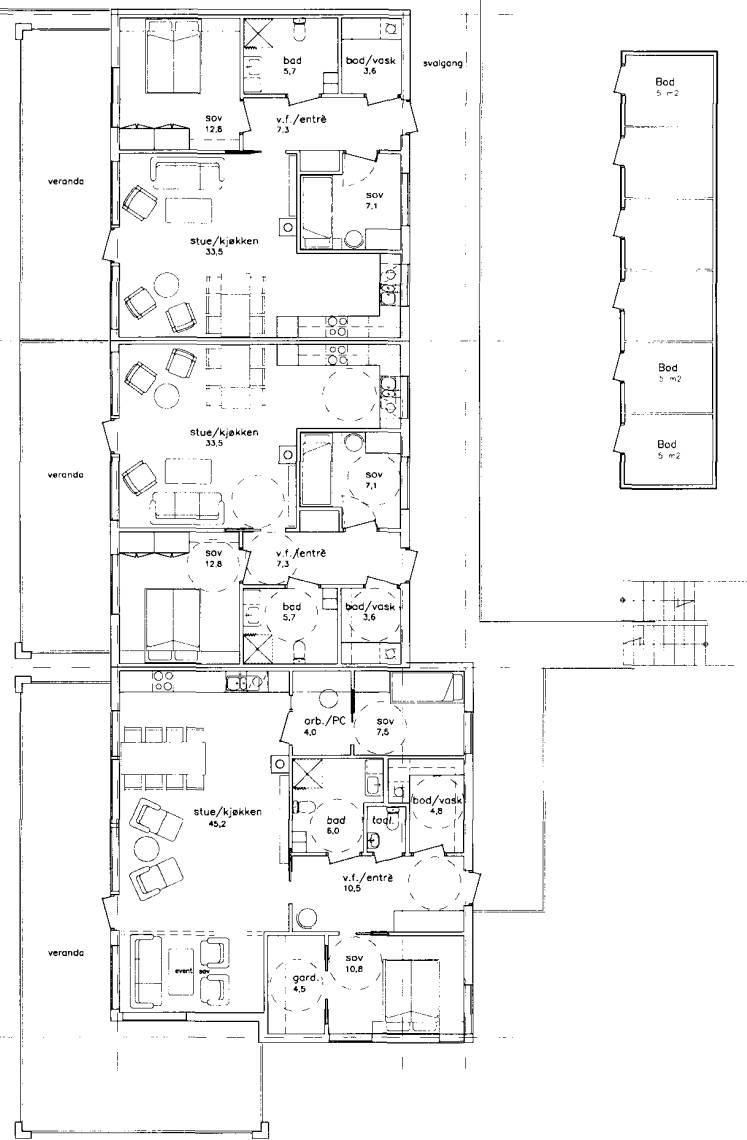 bad
5,7
bod/vask
3,6
svalgang
Bod
5 m2
sov
12,8
v.f./entrè
7,3
veranda
sov
7,1
stue/kjøkken
33,5
Bod
5 m2
stue/kjøkken
33,5
Bod
5 m2
veranda
sov
7,1
sov
12,8
v.f./entrè
7,3
bad
5,7
bod/vask
3,6
arb./PC
4,0
sov
7,5
stue/kjøkken
45,2
bad
6,0
toal.
bod/vask
4,8
v.f./entrè
10,5
veranda
event. sov
gard.
4,5
sov
10,8